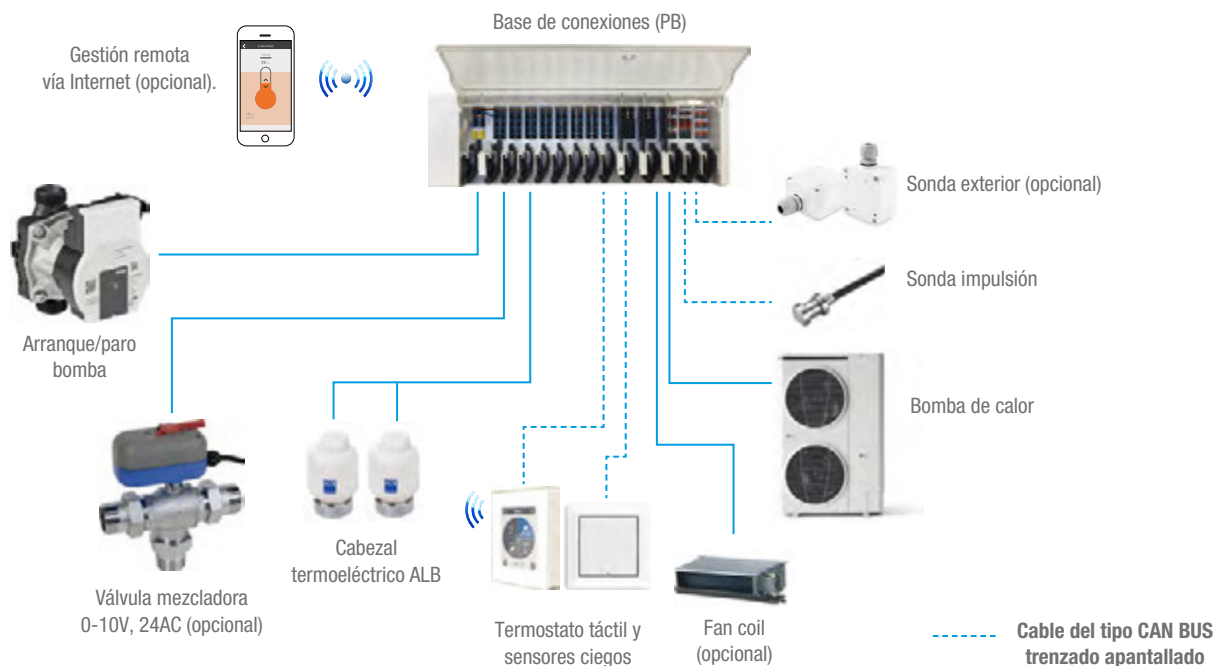 Base de conexiones (PB)
Gestión remota
vía Internet (opcional).
Sonda exterior (opcional)
Sonda impulsión
Arranque/paro
bomba
Bomba de calor
Cabezal
termoeléctrico ALB
Válvula mezcladora
0-10V, 24AC (opcional)
Termostato táctil y
sensores ciegos
Fan coil
(opcional)
Cable del tipo CAN BUS
trenzado apantallado